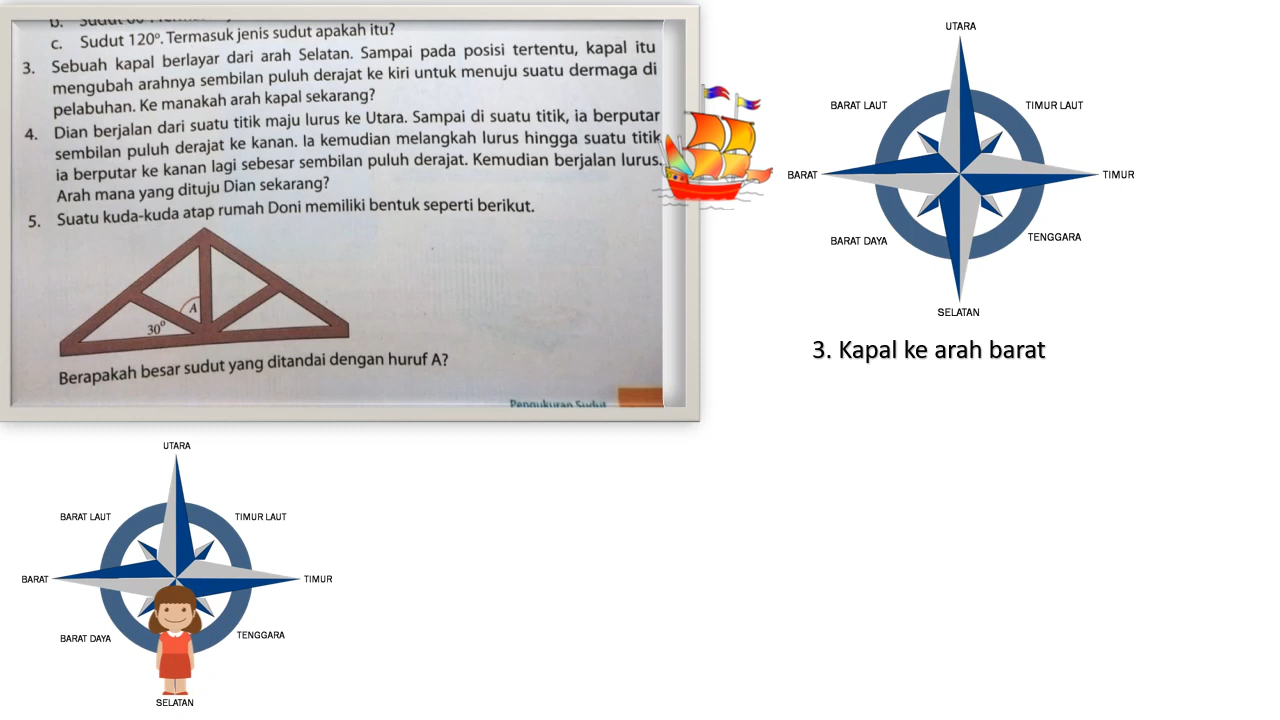 c. Sudut 120°. Termasuk jenis sudut apakah itu?
3. Sebuah kapal berlayar dari arah Selatan. Sampai pada posisi tertentu, kapal itu
mengubah arahnya sembilan puluh derajat ke kiri untuk menuju suatu dermaga di
pelabuhan. Ke manakah arah kapal sekarang?
4. Dian berjalan dari suatu titik maju lurus ke Utara. Sampai di suatu titik, ia berputar
sembilan puluh derajat ke kanan. Ia kemudian melangkah lurus hingga suatu titik
ia berputar ke kanan lagi sebesar sembilan puluh derajat. Kemudian berjalan lurus.
Arah mana yang dituju Dian sekarang?
5. Suatu kuda-kuda atap rumah Doni memiliki bentuk seperti berikut.
A
30°
Berapakah besar sudut yang ditandai dengan huruf A?
Pengukuran Sudut
UTARA
BARAT LAUT
TIMUR LAUT
BARAT
TIMUR
BARAT DAYA
TENGGARA
SELATAN
3. Kapal ke arah barat
UTARA
BARAT LAUT
TIMUR LAUT
BARAT
TIMUR
BARAT DAYA
TENGGARA
SELATAN